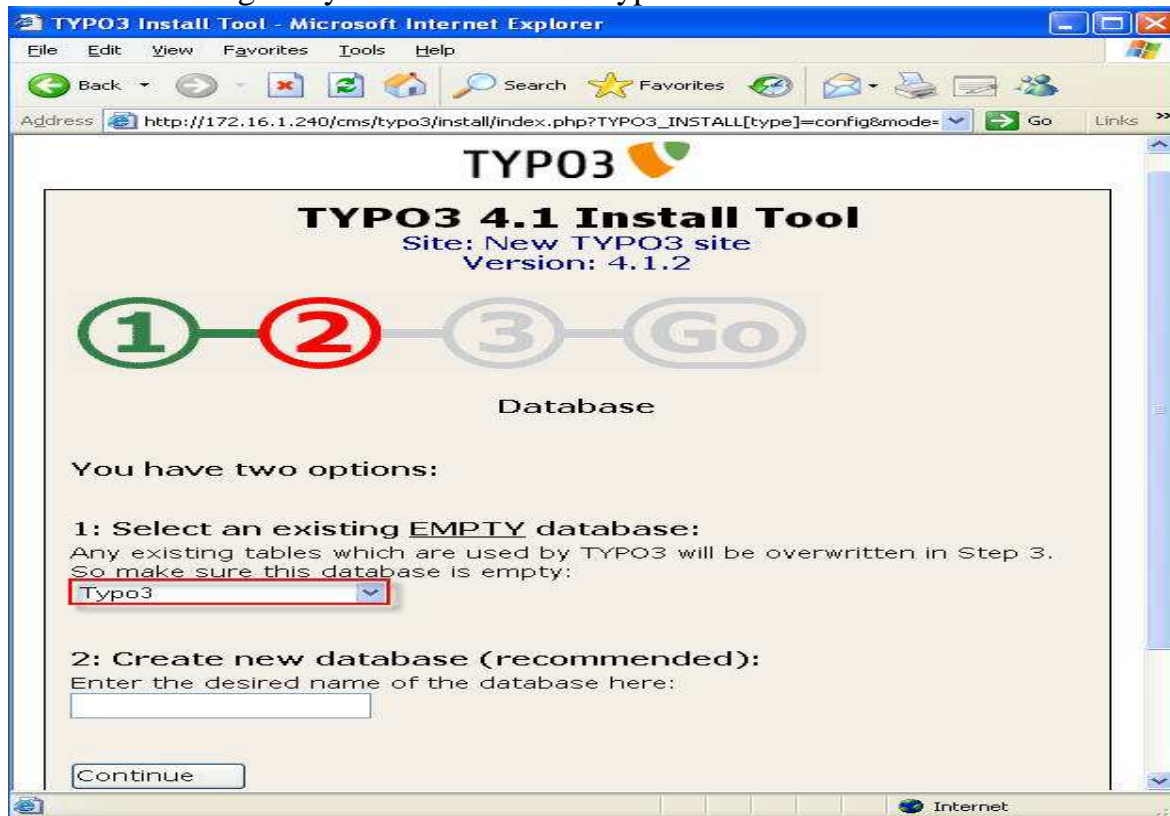 TYPO3 Install Tool - Microsoft Internet Explorer
File Edit View Favorites Tools Help
Back Search Favorites
Address http://172.16.1.240/cms/typo3/install/index.php?TYPO3_INSTALL[type]=config&mode= Go Links »
TYPO3
TYPO3 4.1 Install Tool
Site: New TYPO3 site
Version: 4.1.2
1 2 3 Go
Database
You have two options:
1: Select an existing EMPTY database:
Any existing tables which are used by TYPO3 will be overwritten in Step 3.
So make sure this database is empty:
Typo3
2: Create new database (recommended):
Enter the desired name of the database here:
Continue
Internet